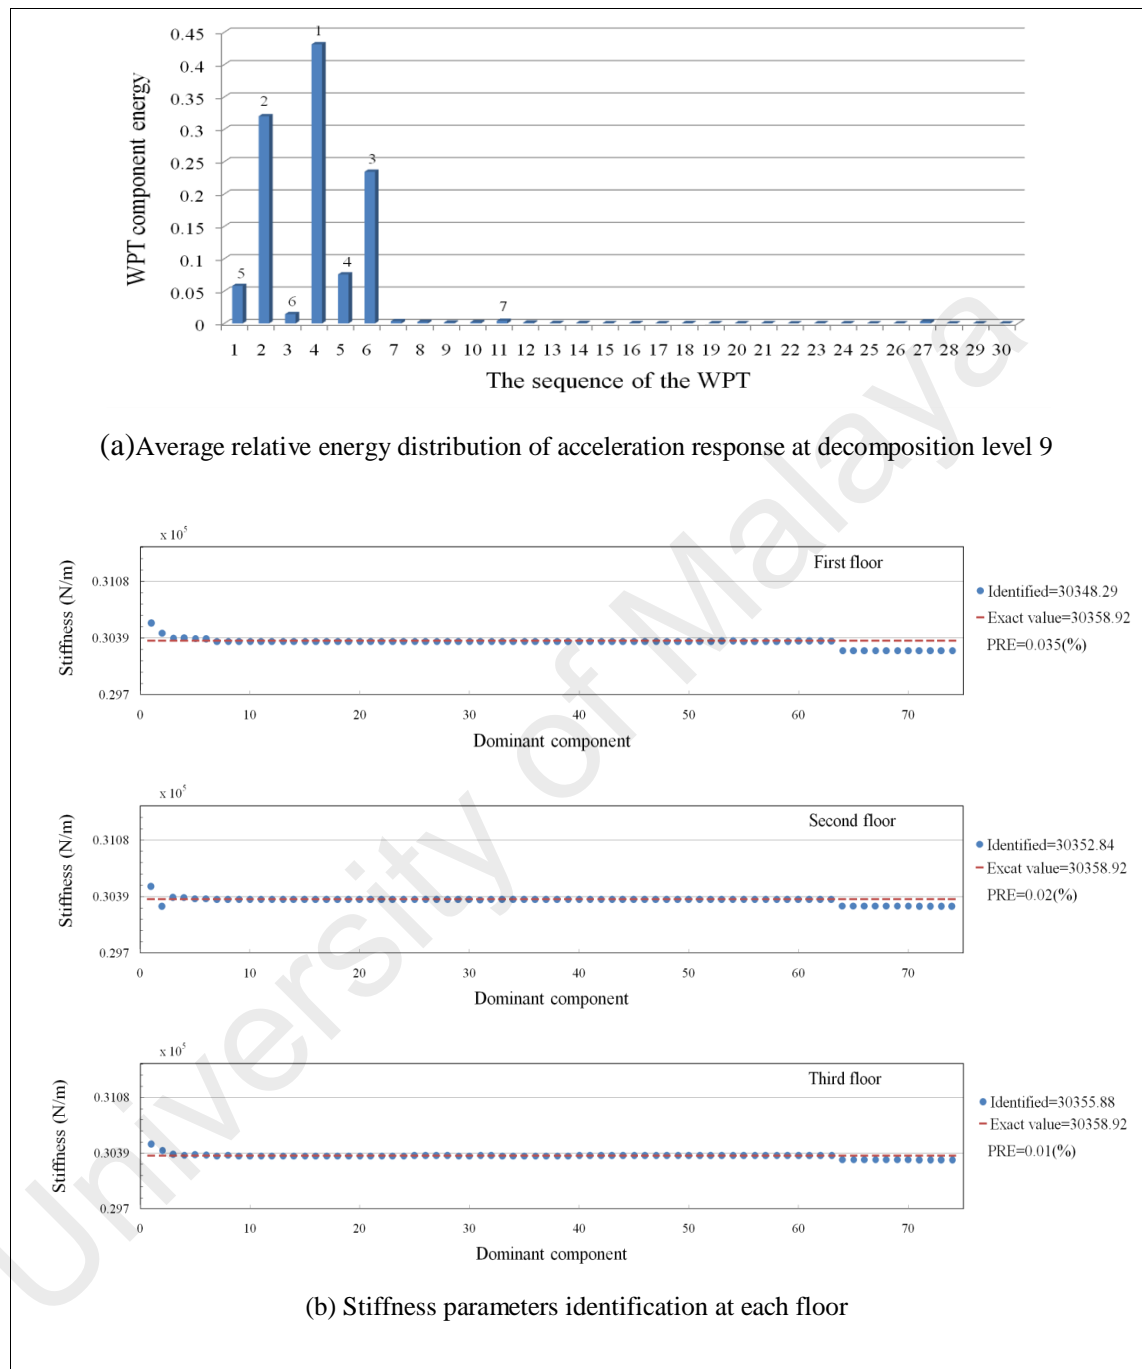 0.45
0.4
0.35
0.3
0.25
0.2
0.15
0.1
0.05
0
WPT component energy
5
2
6
1
4
3
7
1 2 3 4 5 6 7 8 9 10 11 12 13 14 15 16 17 18 19 20 21 22 23 24 25 26 27 28 29 30
The sequence of the WPT
(a)Average relative energy distribution of acceleration response at decomposition level 9
x 10⁵
First floor
Stiffness (N/m)
0.3108
0.3039
0.297
0 10 20 30 40 50 60 70
Dominant component
Identified=30348.29
Exact value=30358.92
PRE=0.035(%)
x 10⁵
Second floor
Stiffness (N/m)
0.3108
0.3039
0.297
0 10 20 30 40 50 60 70
Dominant component
Identified=30352.84
Excat value=30358.92
PRE=0.02(%)
x 10⁵
Third floor
Stiffness (N/m)
0.3108
0.3039
0.297
0 10 20 30 40 50 60 70
Dominant component
Identified=30355.88
Exact value=30358.92
PRE=0.01(%)
(b) Stiffness parameters identification at each floor
University of Malaya